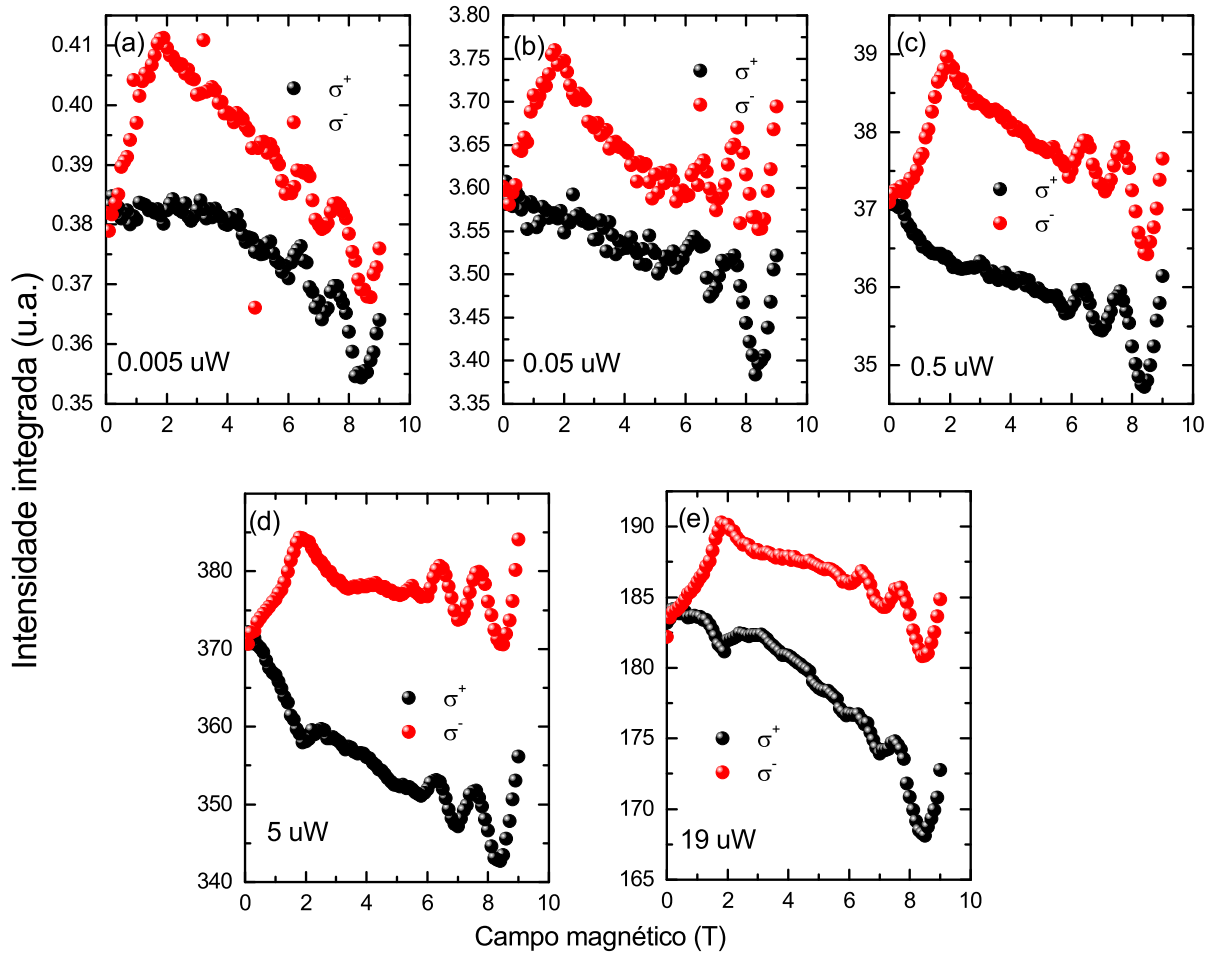 Intensidade integrada (u.a.)
(a)
0.41
0.40
0.39
0.38
0.37
0.36
0.35
σ+
σ-
0.005 uW
0 2 4 6 8 10
(b)
3.80
3.75
3.70
3.65
3.60
3.55
3.50
3.45
3.40
3.35
σ+
σ-
0.05 uW
0 2 4 6 8 10
(c)
39
38
37
36
35
σ+
σ-
0.5 uW
0 2 4 6 8 10
(d)
380
370
360
350
340
σ+
σ-
5 uW
0 2 4 6 8 10
(e)
190
185
180
175
170
165
σ+
σ-
19 uW
0 2 4 6 8 10
Campo magnético (T)